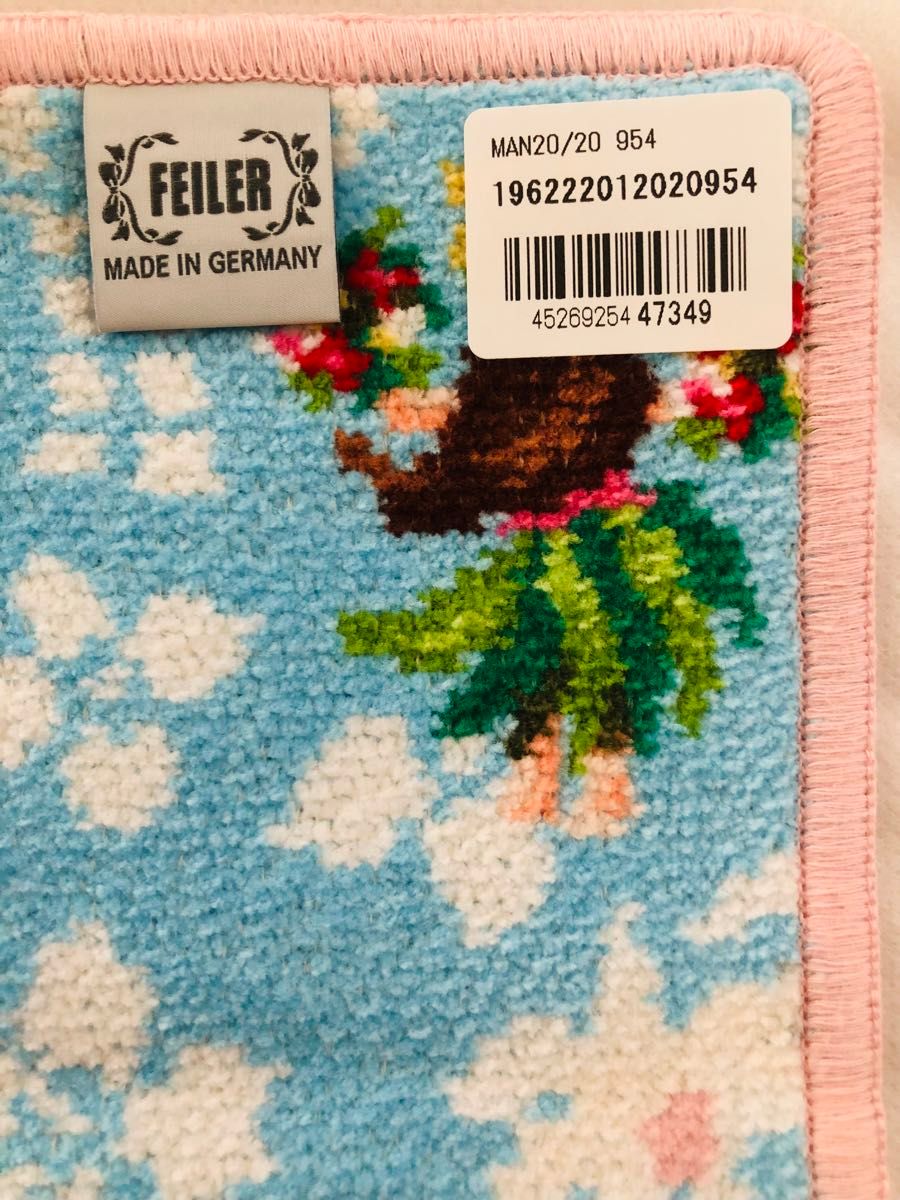 FEILER
MADE IN GERMANY
MAN20/20 954
196222012020954
45269254 47349